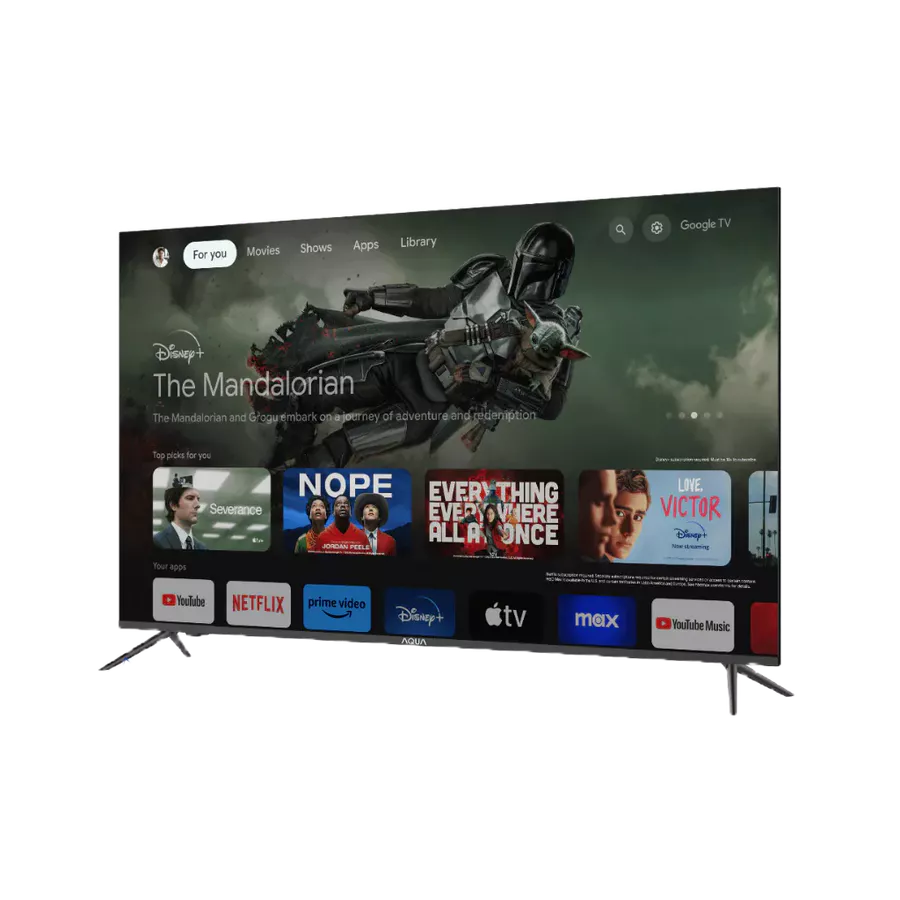 For you
Movies
Shows
Apps
Library
Google TV
Disney+
The Mandalorian
The Mandalorian and Grogu embark on a journey of adventure and redemption
Top picks for you
Severance
NOPE
JORDAN PEELE
EVERYTHING
EVERYWHERE
ALL AT ONCE
LOVE,
VICTOR
Disney+
Now streaming
Your apps
YouTube
NETFLIX
prime video
Disney+
tv
max
YouTube Music
AQUA